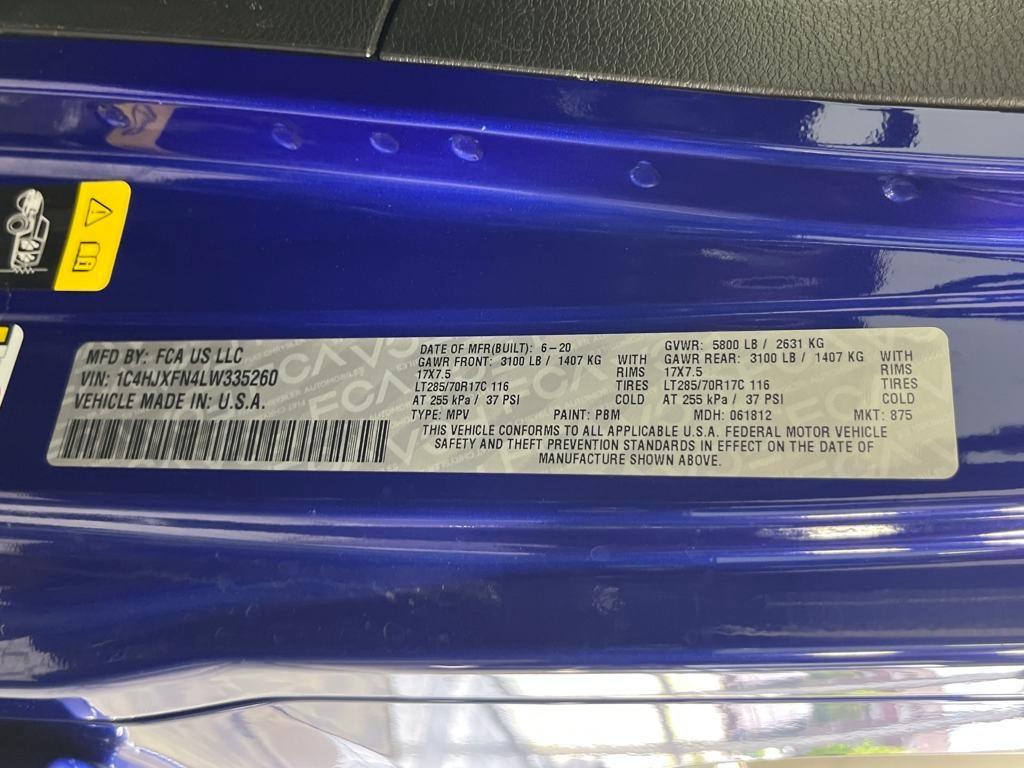 MFD BY: FCA US LLC
VIN: 1C4HJXFN4LW335260
VEHICLE MADE IN: U.S.A.
DATE OF MFR(BUILT): 6-20
GAWR FRONT: 3100 LB / 1407 KG WITH
17X7.5 RIMS
LT285/70R17C 116 TIRES
AT 255 kPa / 37 PSI COLD
GVWR: 5800 LB / 2631 KG
GAWR REAR: 3100 LB / 1407 KG WITH
17X7.5 RIMS
LT285/70R17C 116 TIRES
AT 255 kPa / 37 PSI COLD
TYPE: MPV PAINT: PBM MDH: 061812 MKT: 875
THIS VEHICLE CONFORMS TO ALL APPLICABLE U.S.A. FEDERAL MOTOR VEHICLE
SAFETY AND THEFT PREVENTION STANDARDS IN EFFECT ON THE DATE OF
MANUFACTURE SHOWN ABOVE.